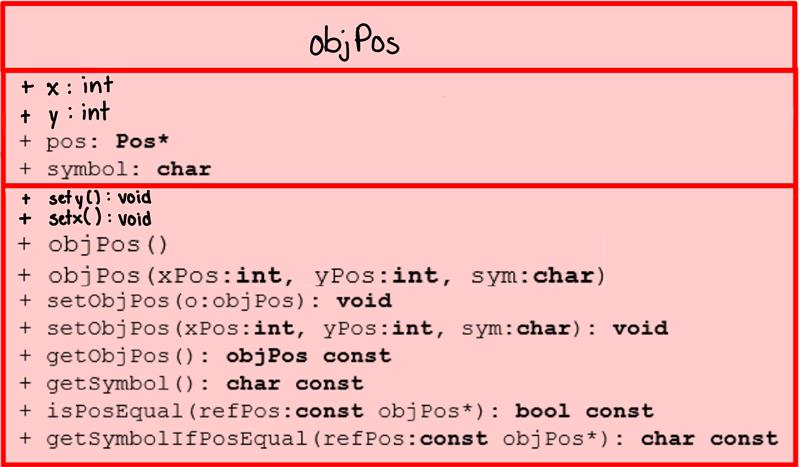 objPos
+ x : int
+ y : int
+ pos: Pos*
+ symbol: char
+ sety() : void
+ setx() : void
+ objPos()
+ objPos(xPos:int, yPos:int, sym:char)
+ setObjPos(o:objPos): void
+ setObjPos(xPos:int, yPos:int, sym:char): void
+ getObjPos(): objPos const
+ getSymbol(): char const
+ isPosEqual(refPos:const objPos*): bool const
+ getSymbolIfPosEqual(refPos:const objPos*): char const